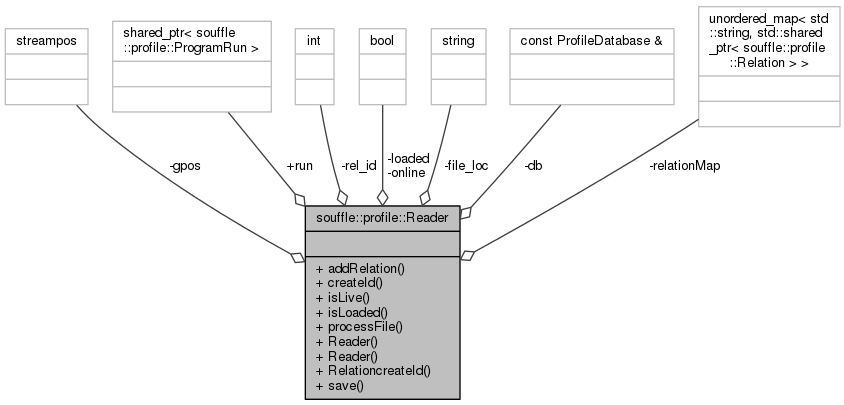 streampos
shared_ptr< souffle
::profile::ProgramRun >
int
bool
string
const ProfileDatabase &
unordered_map< std
::string, std::shared
_ptr< souffle::profile
::Relation > >
-gpos
+run
-rel_id
-loaded
-online
-file_loc
-db
-relationMap
souffle::profile::Reader
+ addRelation()
+ createId()
+ isLive()
+ isLoaded()
+ processFile()
+ Reader()
+ Reader()
+ RelationcreateId()
+ save()